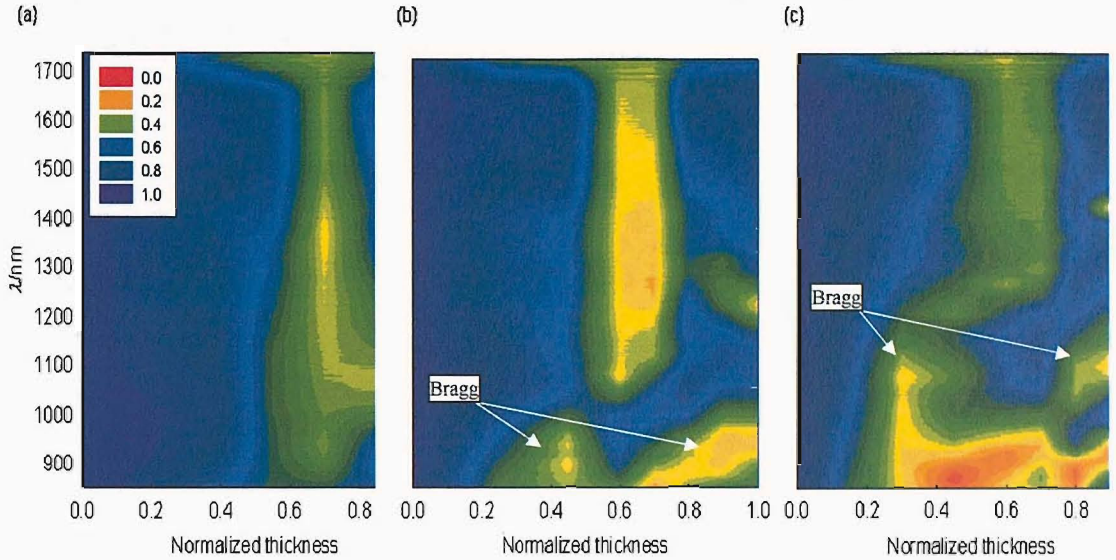 (a)
(b)
(c)
1700
1600
1500
1400
1300
1200
1100
1000
900
λ/nm
0.0
0.2
0.4
0.6
0.8
1.0
Bragg
Bragg
0.0 0.2 0.4 0.6 0.8
0.0 0.2 0.4 0.6 0.8 1.0
0.0 0.2 0.4 0.6 0.8
Normalized thickness
Normalized thickness
Normalized thickness